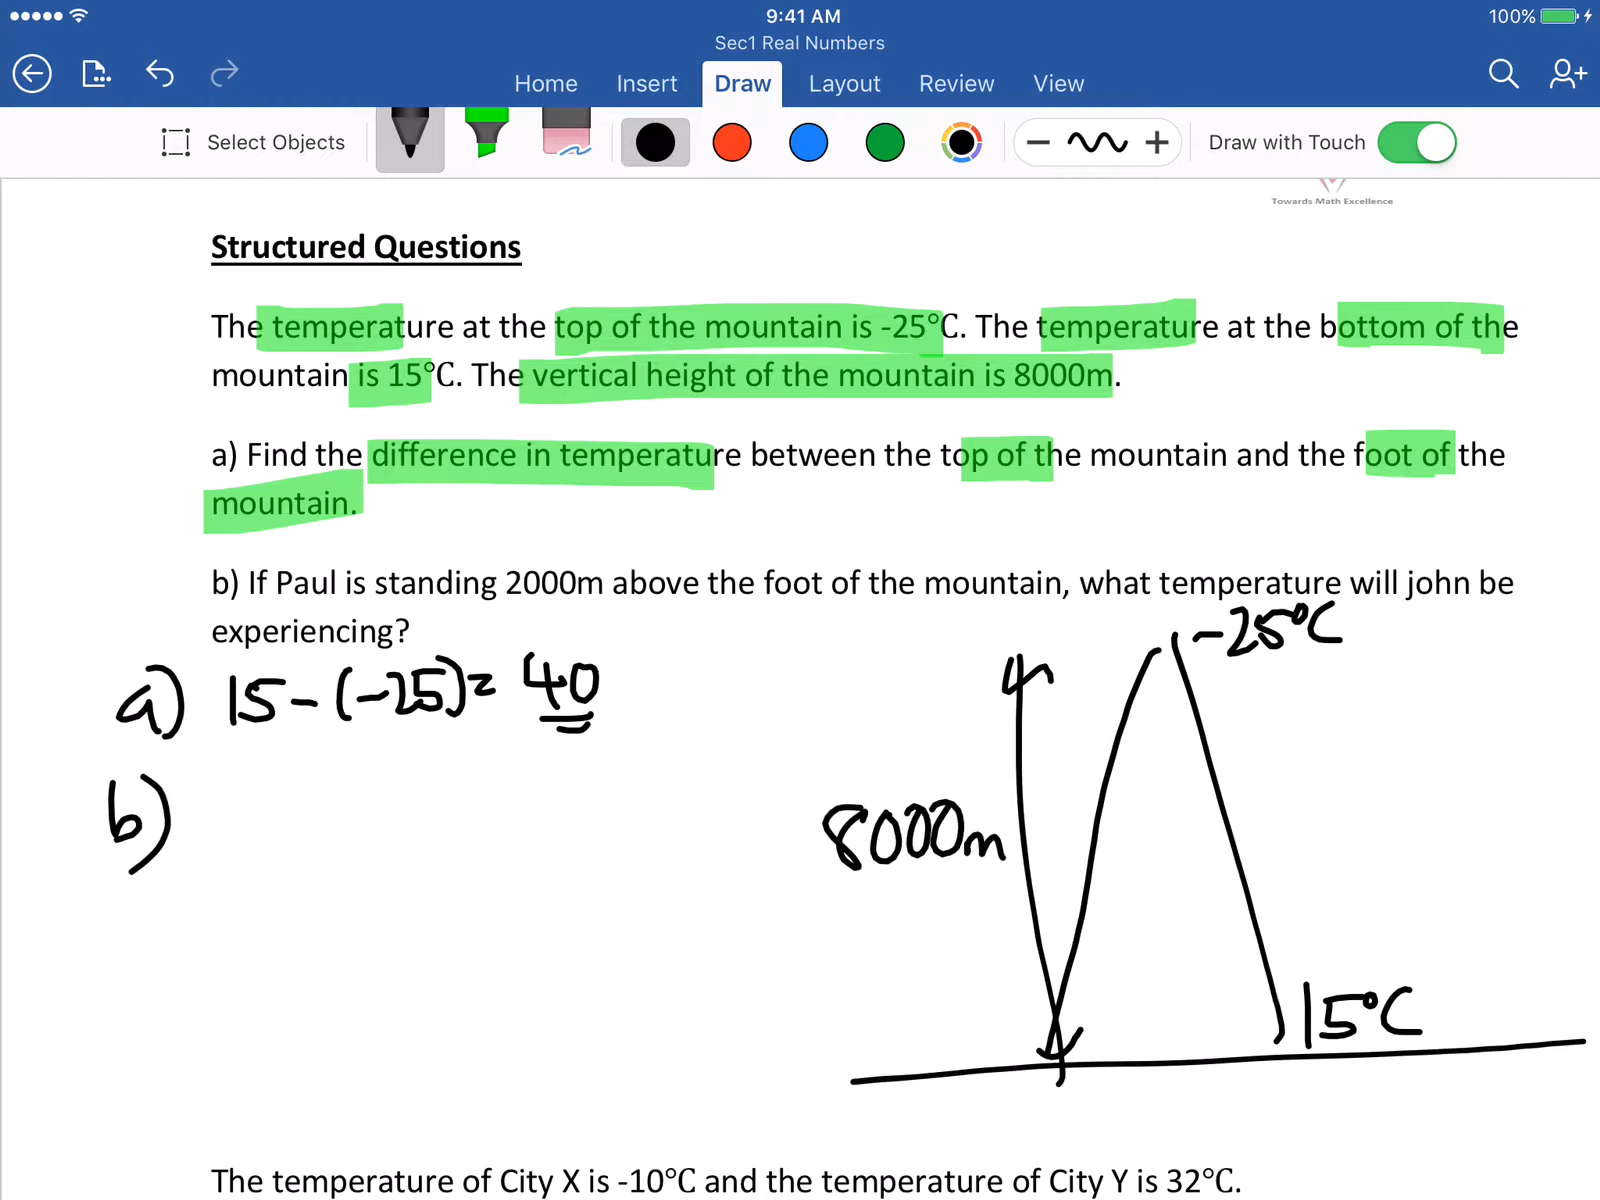 9:41 AM
100%
Sec1 Real Numbers
Home Insert Draw Layout Review View
Select Objects
Draw with Touch
Towards Math Excellence
Structured Questions
The temperature at the top of the mountain is -25°C. The temperature at the bottom of the
mountain is 15°C. The vertical height of the mountain is 8000m.
a) Find the difference in temperature between the top of the mountain and the foot of the
mountain.
b) If Paul is standing 2000m above the foot of the mountain, what temperature will john be
experiencing?
-25°C
a) 15-(-25)= 40
b)
8000m
15°C
The temperature of City X is -10°C and the temperature of City Y is 32°C.